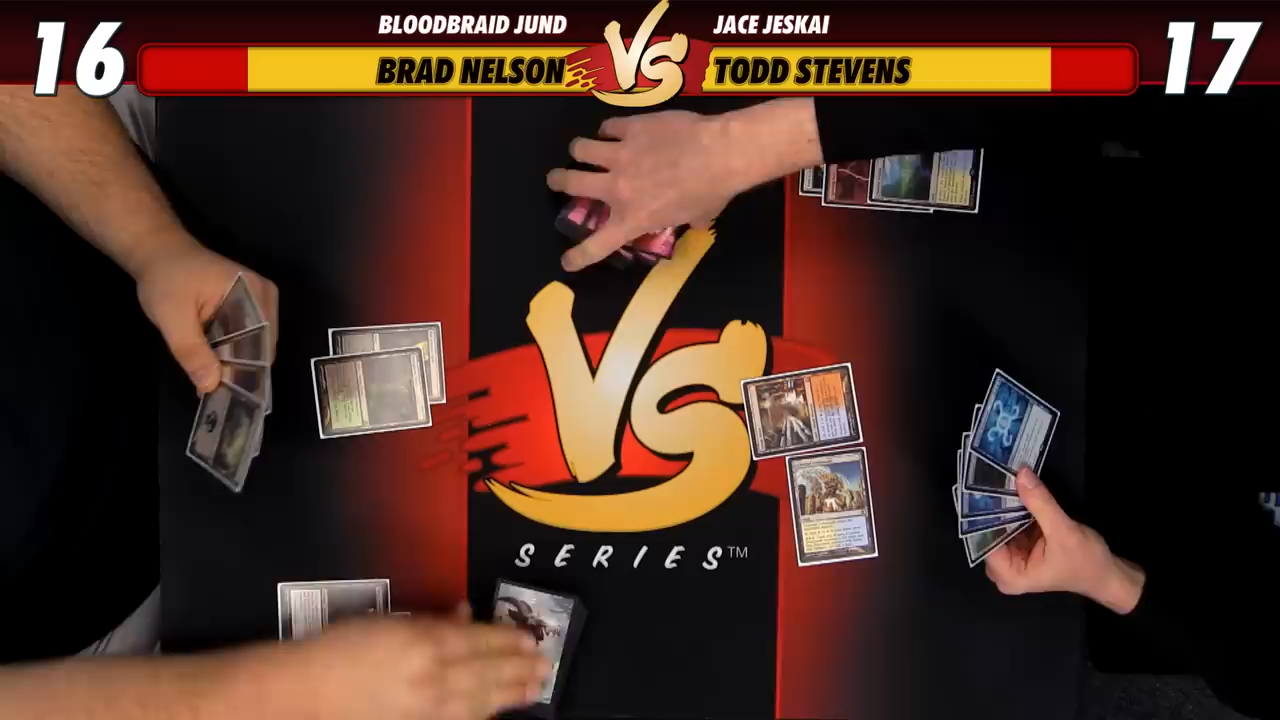 16
BLOODBRAID JUND
BRAD NELSON
VS
JACE JESKAI
TODD STEVENS
17
VS
SERIES™